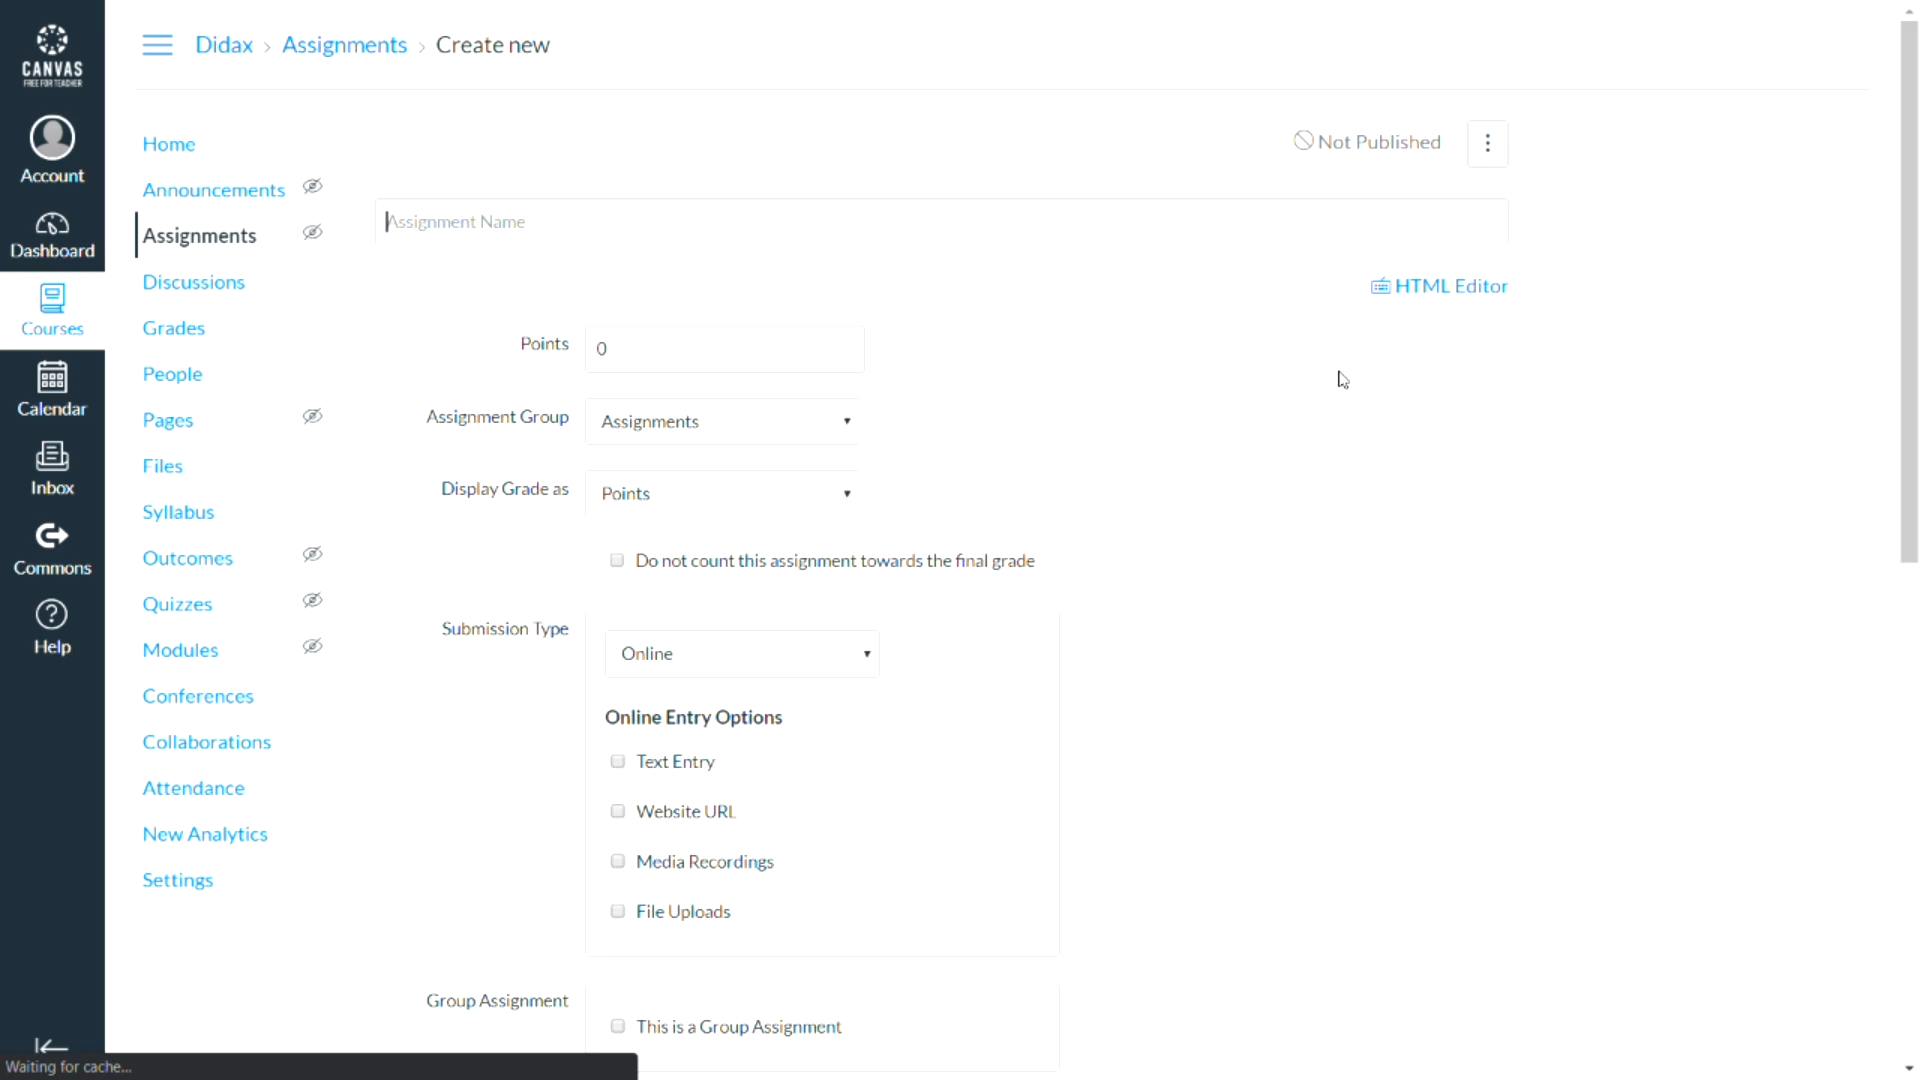 CANVAS
FREE FOR TEACHER
Account
Dashboard
Courses
Calendar
Inbox
Commons
Help
Didax › Assignments › Create new
Home
Announcements
Assignments
Discussions
Grades
People
Pages
Files
Syllabus
Outcomes
Quizzes
Modules
Conferences
Collaborations
Attendance
New Analytics
Settings
Not Published
Assignment Name
HTML Editor
Points 0
Assignment Group Assignments
Display Grade as Points
Do not count this assignment towards the final grade
Submission Type Online
Online Entry Options
Text Entry
Website URL
Media Recordings
File Uploads
Group Assignment
This is a Group Assignment
Waiting for cache...